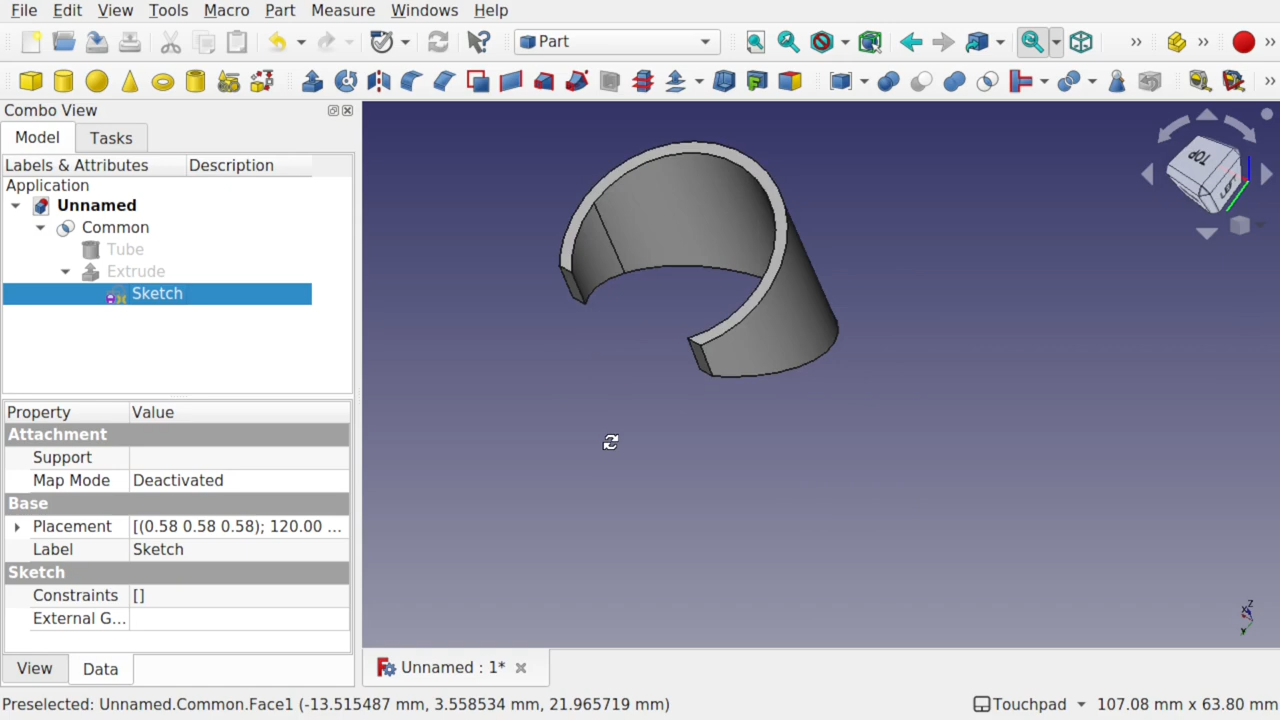 File Edit View Tools Macro Part Measure Windows Help
Part
Combo View
Model Tasks
Labels & Attributes Description
Application
Unnamed
Common
Tube
Extrude
Sketch
TOP
LEFT
Property Value
Attachment
Support
Map Mode Deactivated
Base
Placement [(0.58 0.58 0.58); 120.00 ...
Label Sketch
Sketch
Constraints []
External G...
Z
X
Y
View Data
Unnamed : 1*
Preselected: Unnamed.Common.Face1 (-13.515487 mm, 3.558534 mm, 21.965719 mm) Touchpad 107.08 mm x 63.80 mm